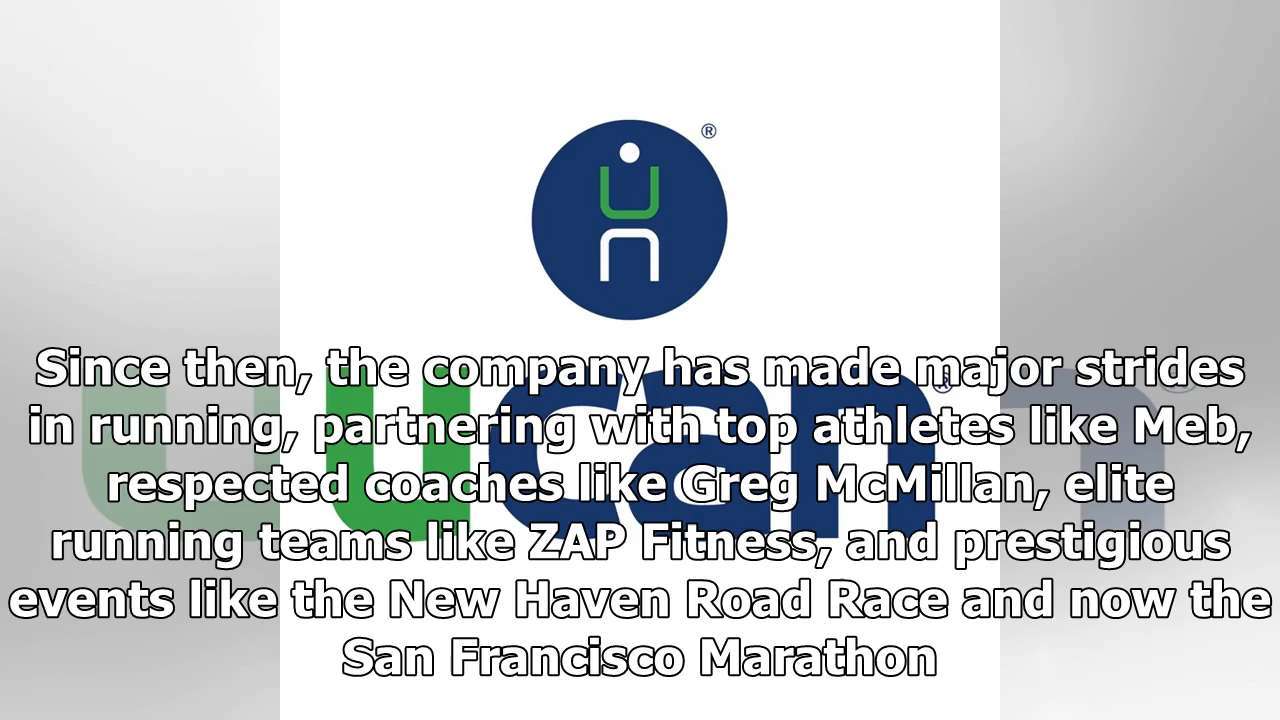 ®
un
Since then, the company has made major strides
in running, partnering with top athletes like Meb,
respected coaches like Greg McMillan, elite
running teams like ZAP Fitness, and prestigious
events like the New Haven Road Race and now the
San Francisco Marathon
ucan®